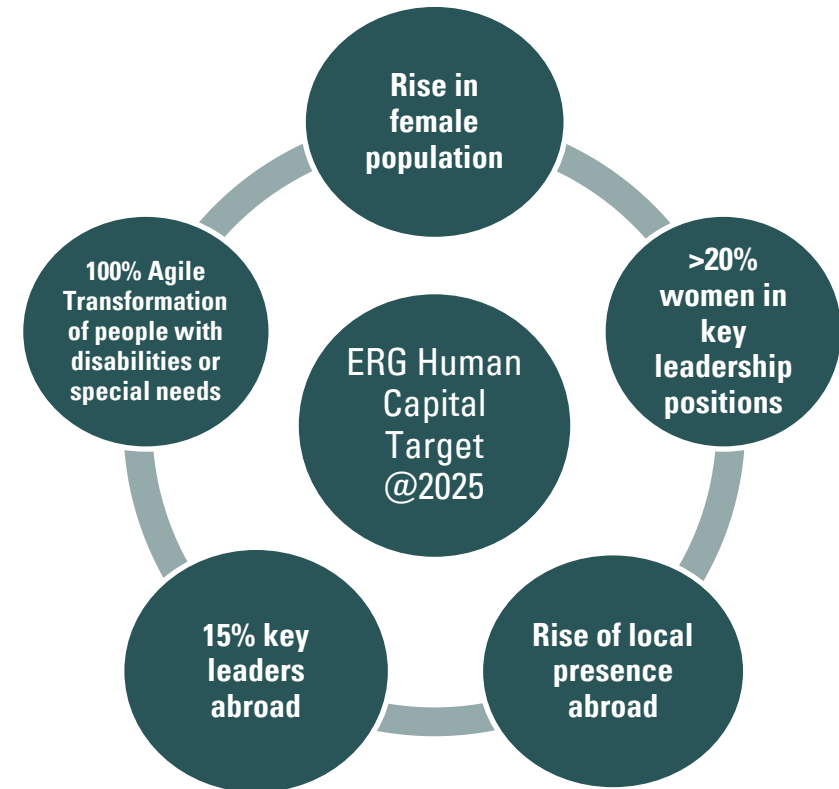 Rise in
female
population
>20%
women in
key
leadership
positions
Rise of local
presence
abroad
15% key
leaders
abroad
100% Agile
Transformation
of people with
disabilities or
special needs
ERG Human
Capital
Target
@2025